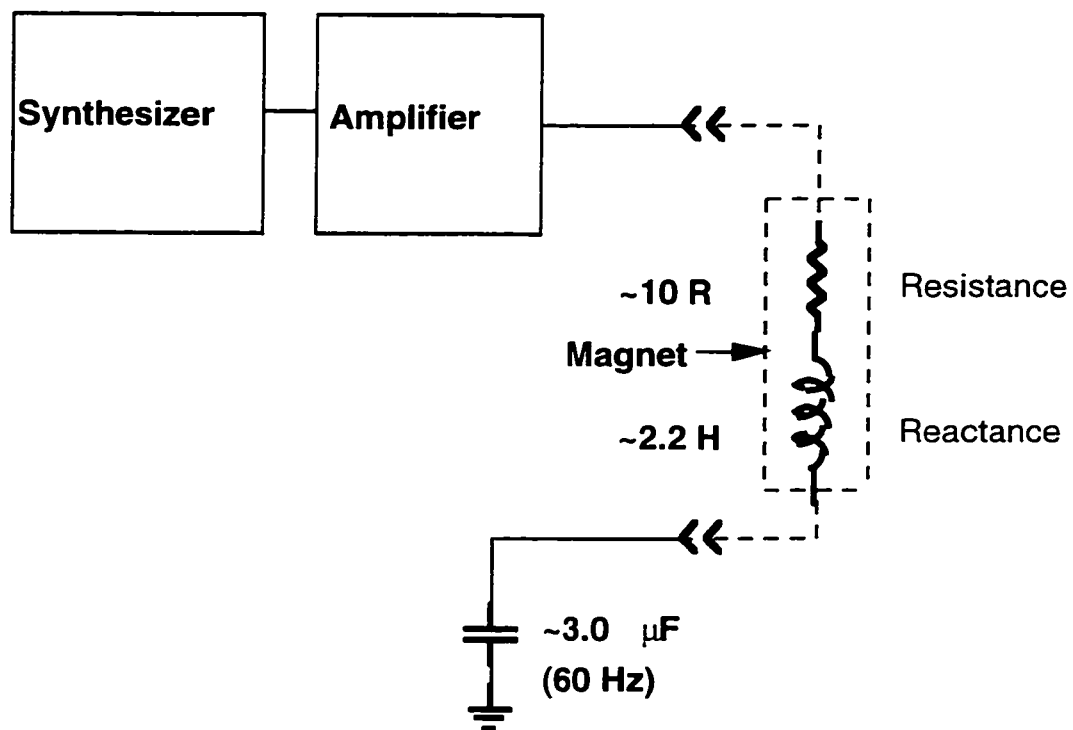 Synthesizer
Amplifier
~10 R
Resistance
Magnet
~2.2 H
Reactance
~3.0 µF
(60 Hz)